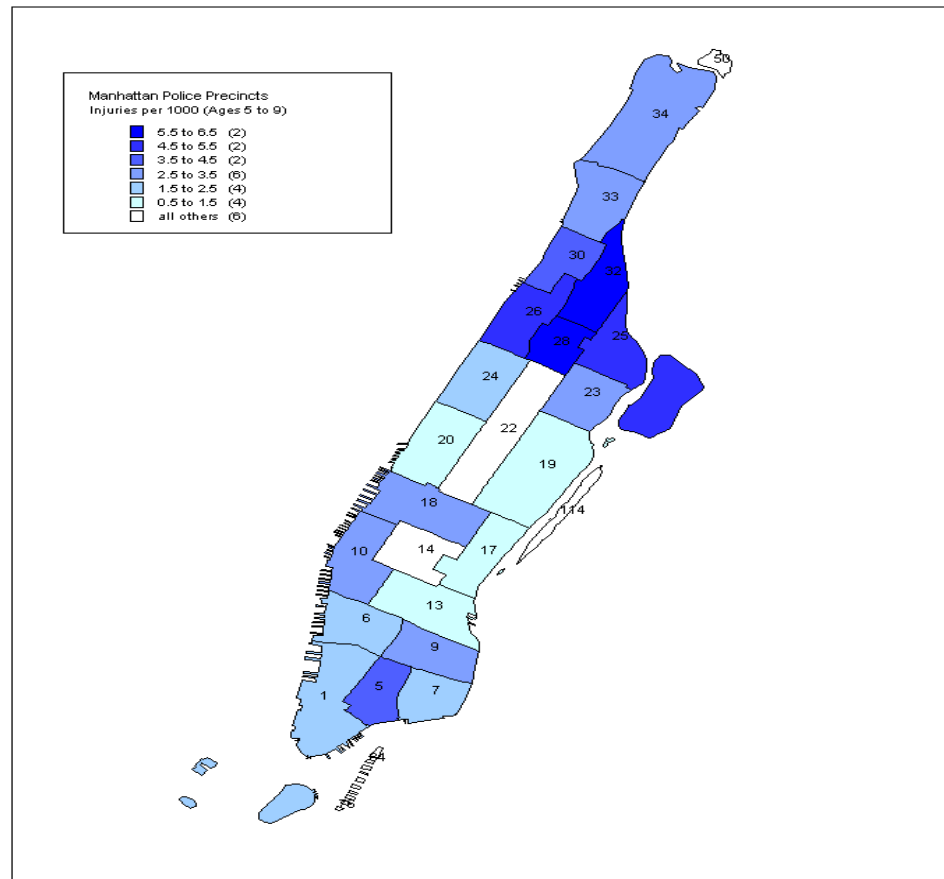 Manhattan Police Precincts
Injuries per 1000 (Ages 5 to 9)
5.5 to 6.5 (2)
4.5 to 5.5 (2)
3.5 to 4.5 (2)
2.5 to 3.5 (6)
1.5 to 2.5 (4)
0.5 to 1.5 (4)
all others (6)
50
34
33
30
32
26
28
25
24
23
22
20
19
18
114
10
14
17
13
6
9
5
7
1
84